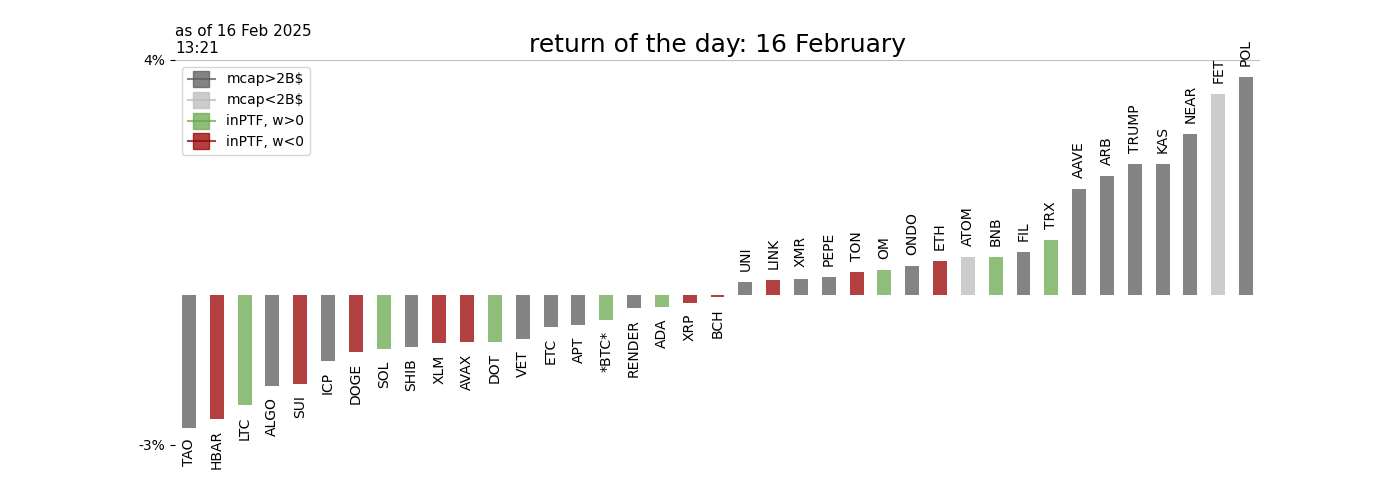 as of 16 Feb 2025
13:21
return of the day: 16 February
4%
mcap>2B$
mcap<2B$
inPTF, w>0
inPTF, w<0
-3%
TAO
HBAR
LTC
ALGO
SUI
ICP
DOGE
SOL
SHIB
XLM
AVAX
DOT
VET
ETC
APT
*BTC*
RENDER
ADA
XRP
BCH
UNI
LINK
XMR
PEPE
TON
OM
ONDO
ETH
ATOM
BNB
FIL
TRX
AAVE
ARB
TRUMP
KAS
NEAR
FET
POL